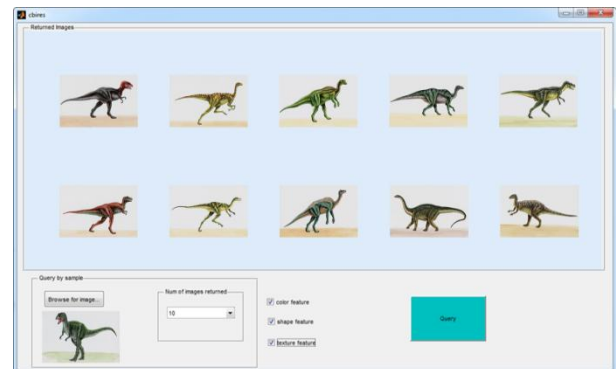 cbires
Returned Images
Query by sample
Browse for image...
Num of images returned
10
color feature
shape feature
texture feature
Query